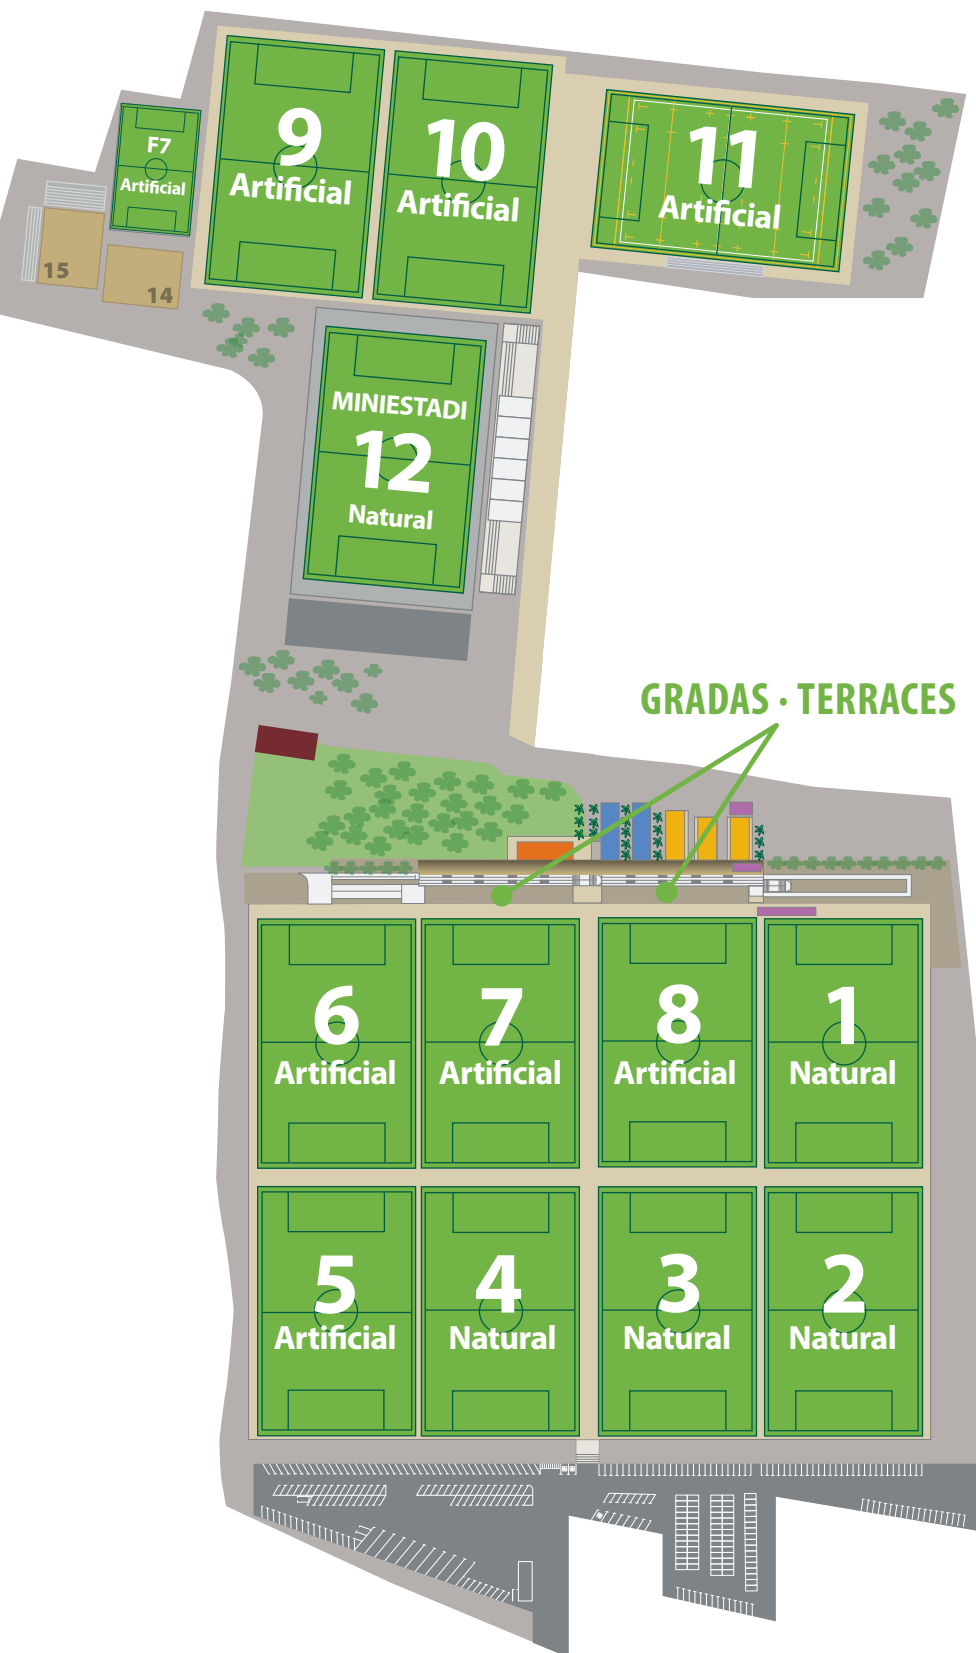 9
Artificial
10
Artificial
11
Artificial
F7
Artificial
15
14
MINIESTADI
12
Natural
GRADAS · TERRACES
6
Artificial
7
Artificial
8
Artificial
1
Natural
5
Artificial
4
Natural
3
Natural
2
Natural